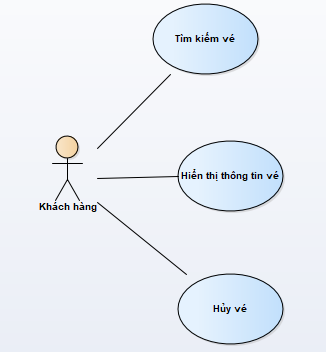 Tìm kiếm vé
Hiển thị thông tin vé
Khách hàng
Hủy vé